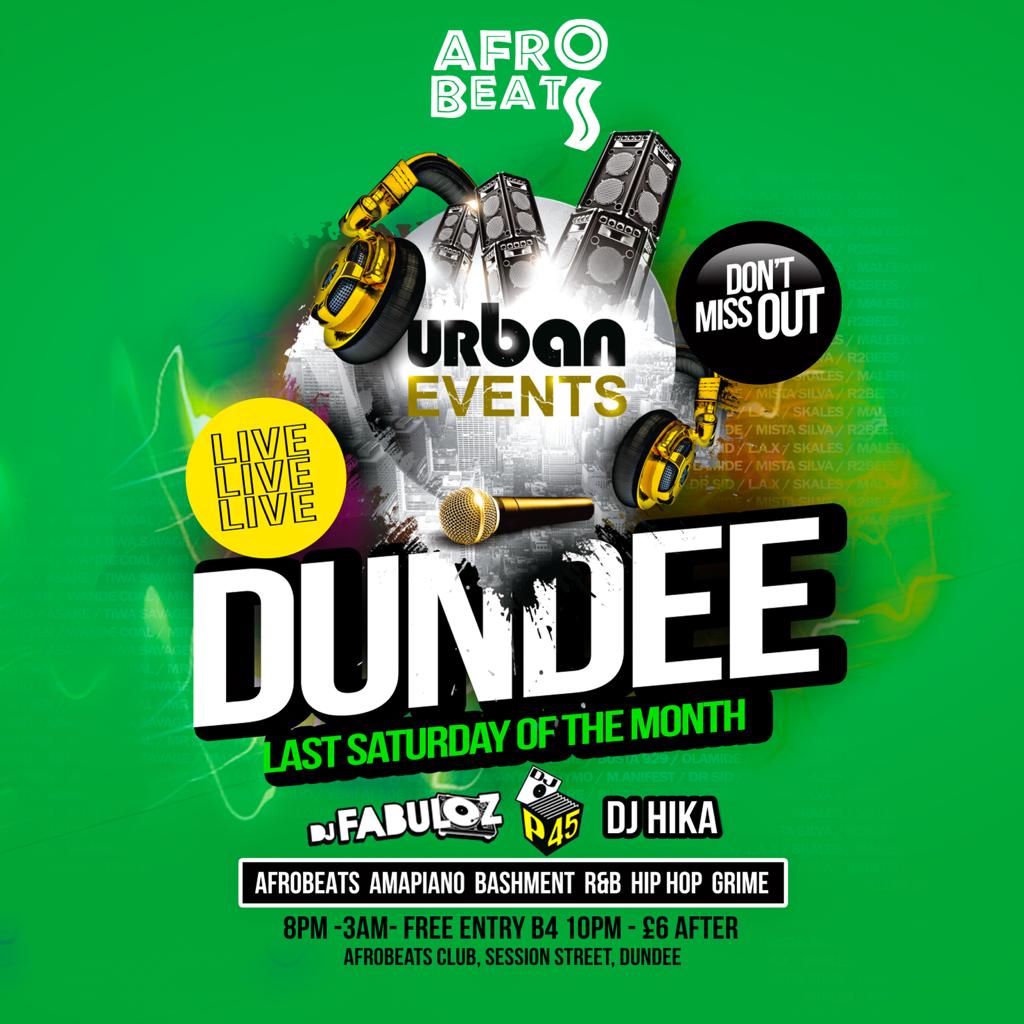 AFRO
BEATS
DON'T
MISS OUT
URban
EVENTS
LIVE
LIVE
LIVE
DUNDEE
LAST SATURDAY OF THE MONTH
DJ FABULOZ
DJ
P45
DJ HIKA
AFROBEATS AMAPIANO BASHMENT R&B HIP HOP GRIME
8PM -3AM- FREE ENTRY B4 10PM - £6 AFTER
AFROBEATS CLUB, SESSION STREET, DUNDEE